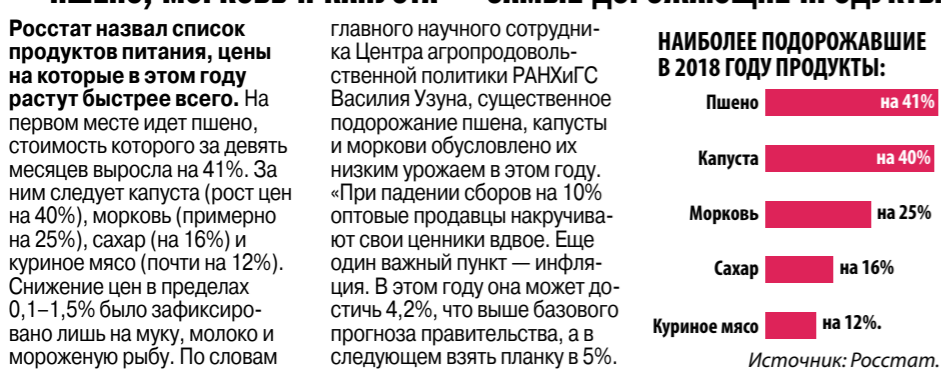 Росстат назвал список
продуктов питания, цены
на которые в этом году
растут быстрее всего. На
первом месте идет пшено,
стоимость которого за девять
месяцев выросла на 41%. За
ним следует капуста (рост цен
на 40%), морковь (примерно
на 25%), сахар (на 16%) и
куриное мясо (почти на 12%).
Снижение цен в пределах
0,1–1,5% было зафиксиро-
вано лишь на муку, молоко и
мороженую рыбу. По словам
главного научного сотрудни-
ка Центра агропродоволь-
ственной политики РАНХиГС
Василия Узуна, существенное
подорожание пшена, капусты
и моркови обусловлено их
низким урожаем в этом году.
«При падении сборов на 10%
оптовые продавцы накручива-
ют свои ценники вдвое. Еще
один важный пункт — инфля-
ция. В этом году она может до-
стичь 4,2%, что выше базового
прогноза правительства, а в
следующем взять планку в 5%.
НАИБОЛЕЕ ПОДОРОЖАВШИЕ
В 2018 ГОДУ ПРОДУКТЫ:
Пшено на 41%
Капуста на 40%
Морковь на 25%
Сахар на 16%
Куриное мясо на 12%.
Источник: Росстат.